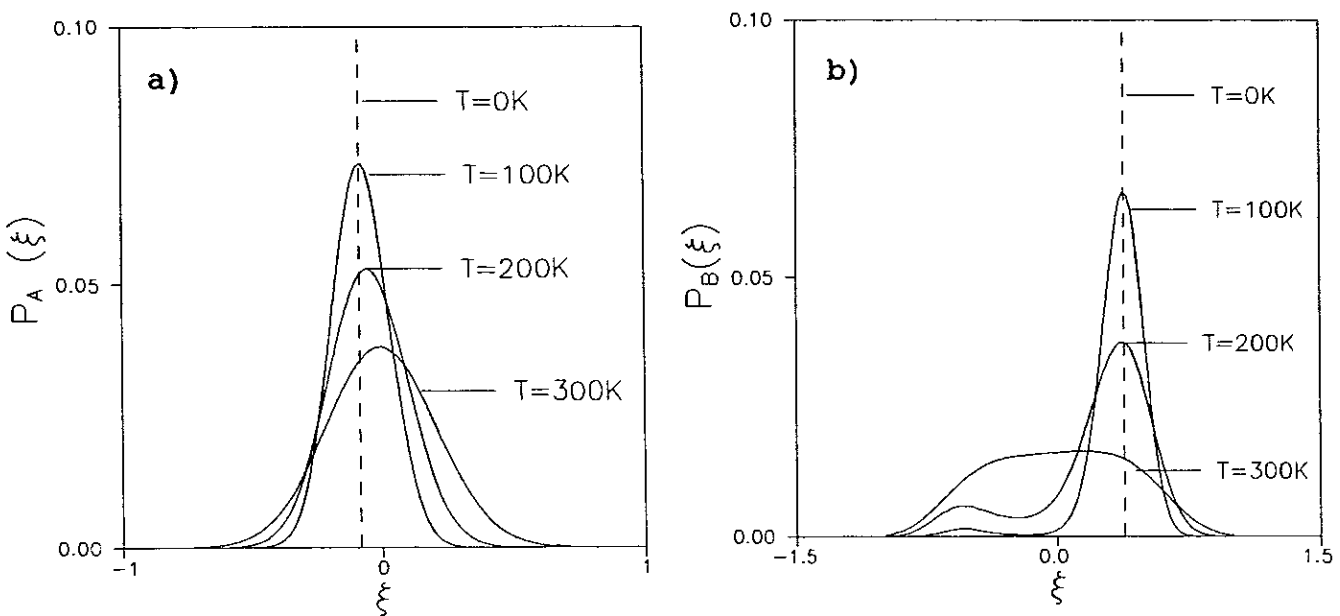 a)
0.10
P_A (ξ)
0.05
0.00
T=0K
T=100K
T=200K
T=300K
-1
0
1
ξ
b)
0.10
P_B(ξ)
0.05
0.00
T=0K
T=100K
T=200K
T=300K
-1.5
0.0
1.5
ξ